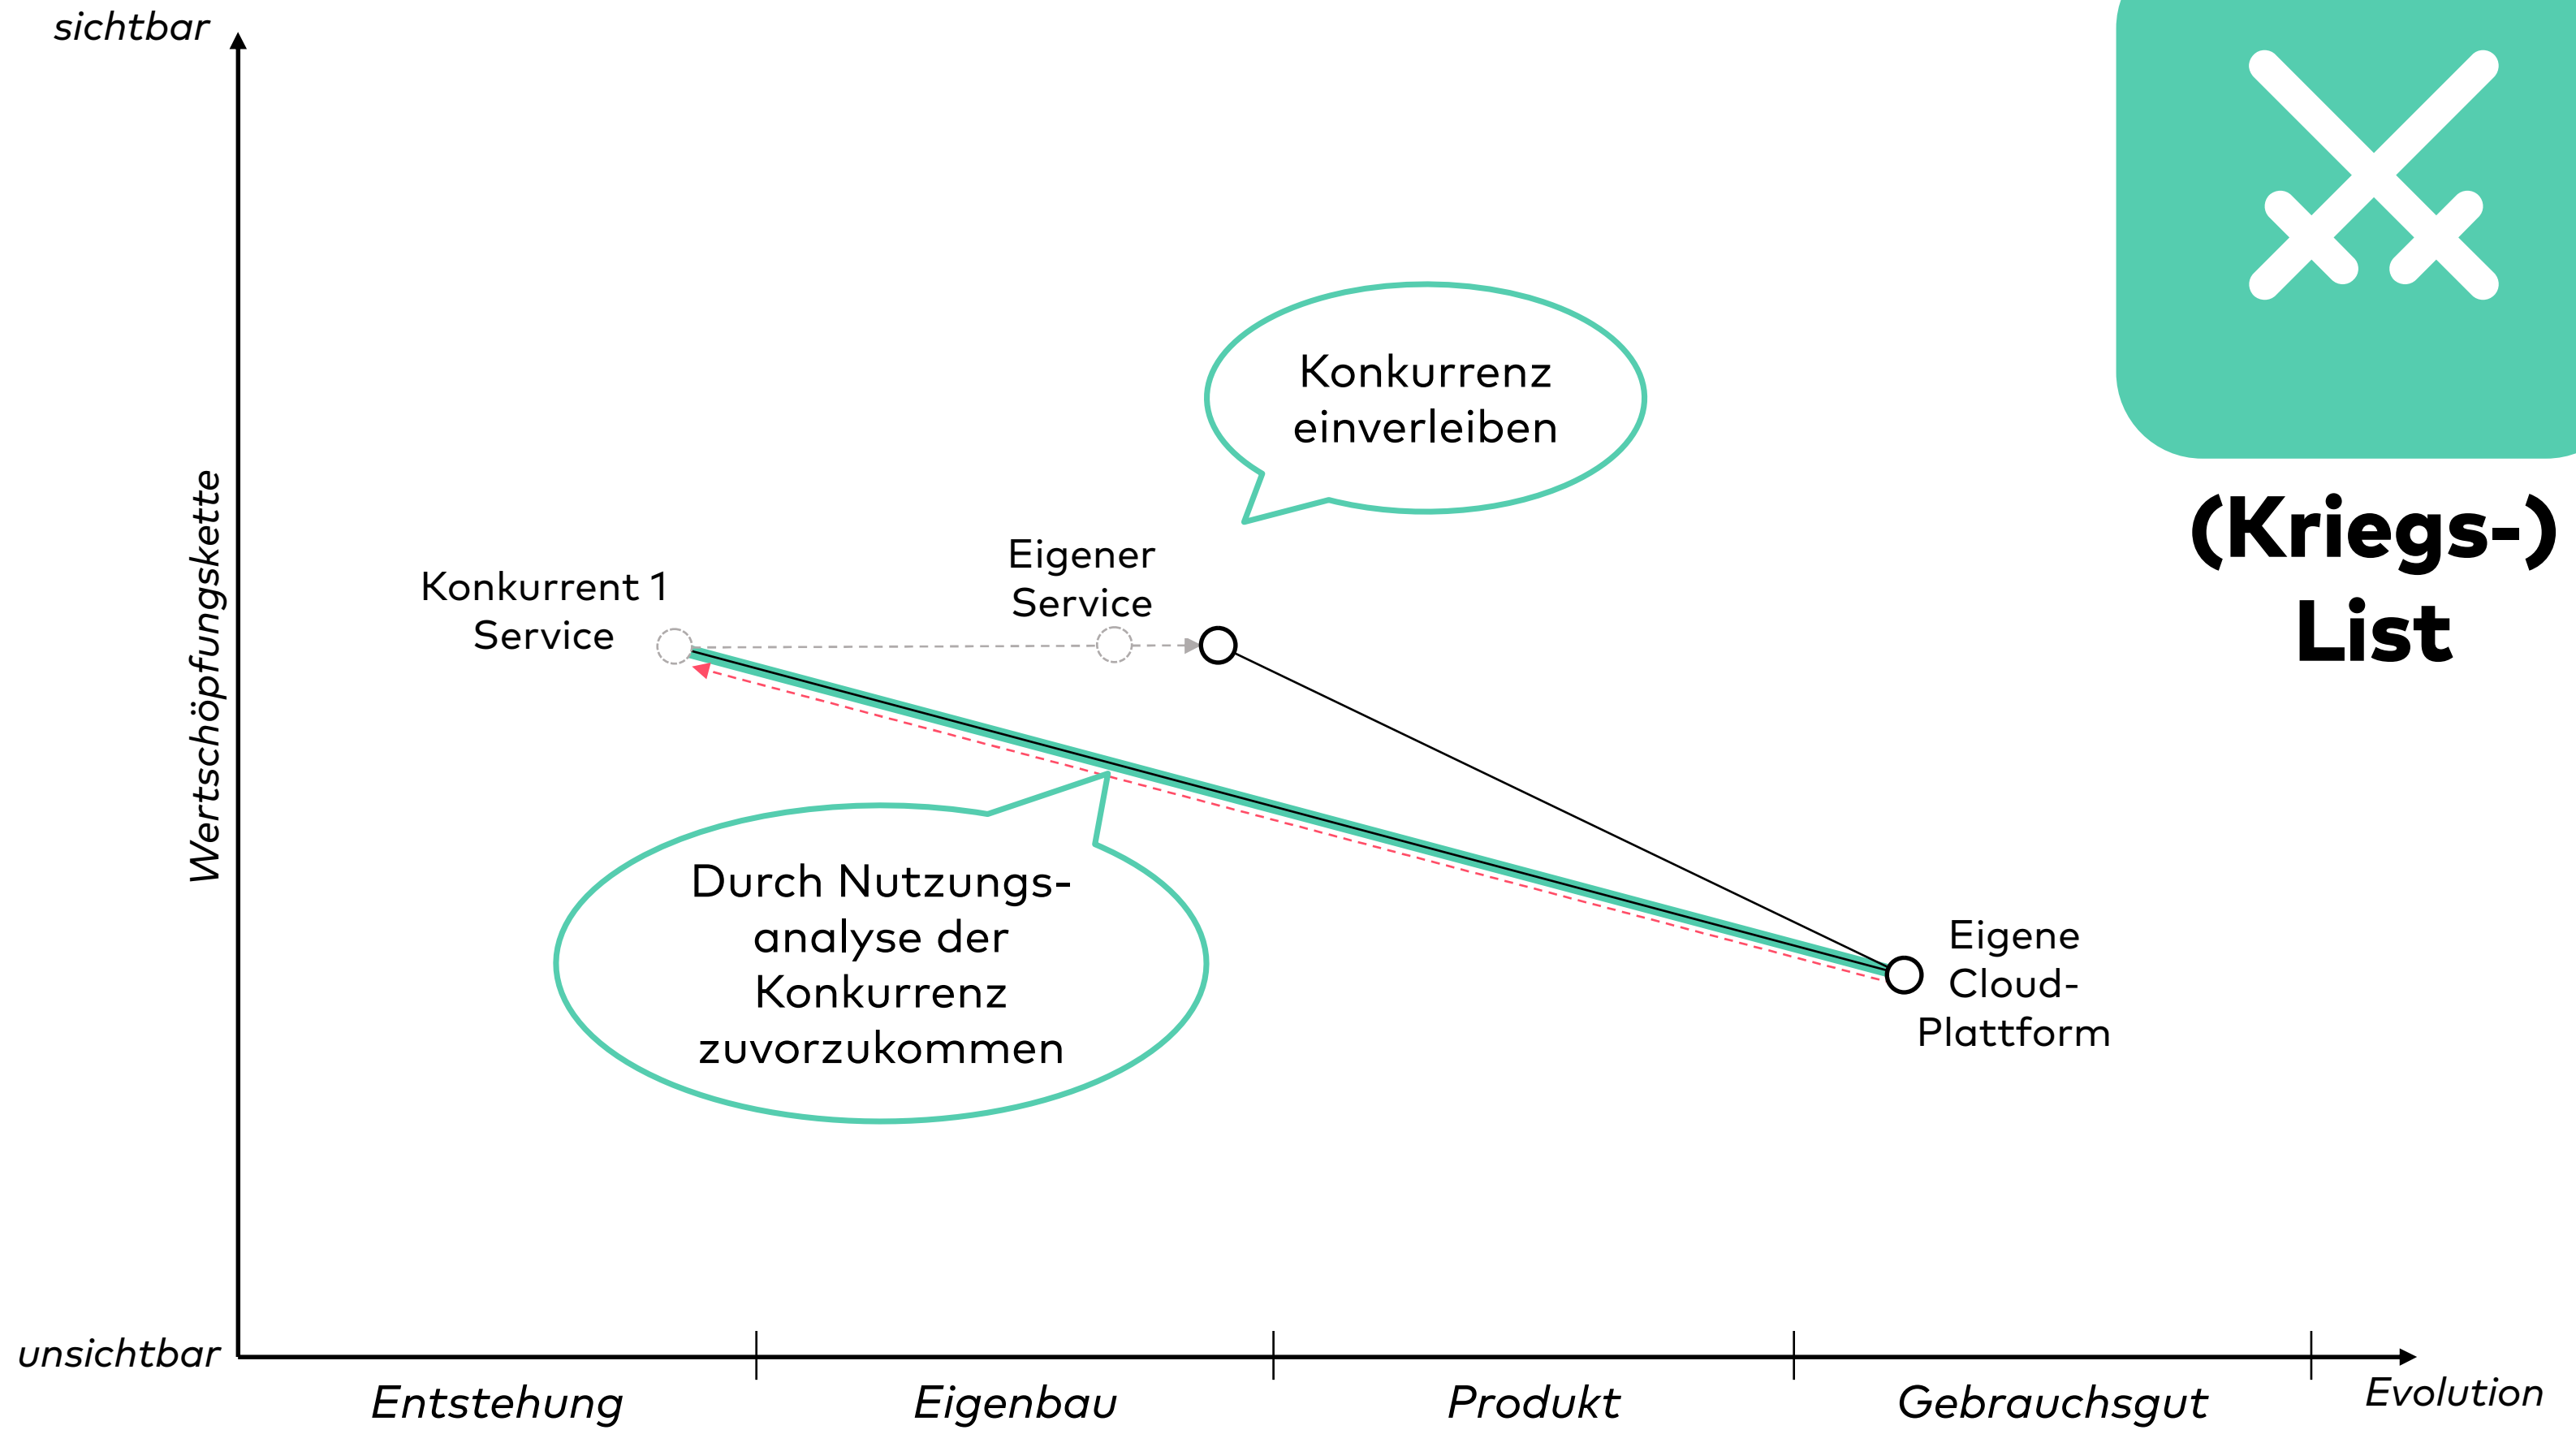 sichtbar
(Kriegs-)
List
Konkurrenz
einverleiben
Eigener
Service
Konkurrent 1
Service
Wertschöpfungskette
Durch Nutzungs-
analyse der
Konkurrenz
zuvorzukommen
Eigene
Cloud-
Plattform
unsichtbar
Entstehung
Eigenbau
Produkt
Gebrauchsgut
Evolution